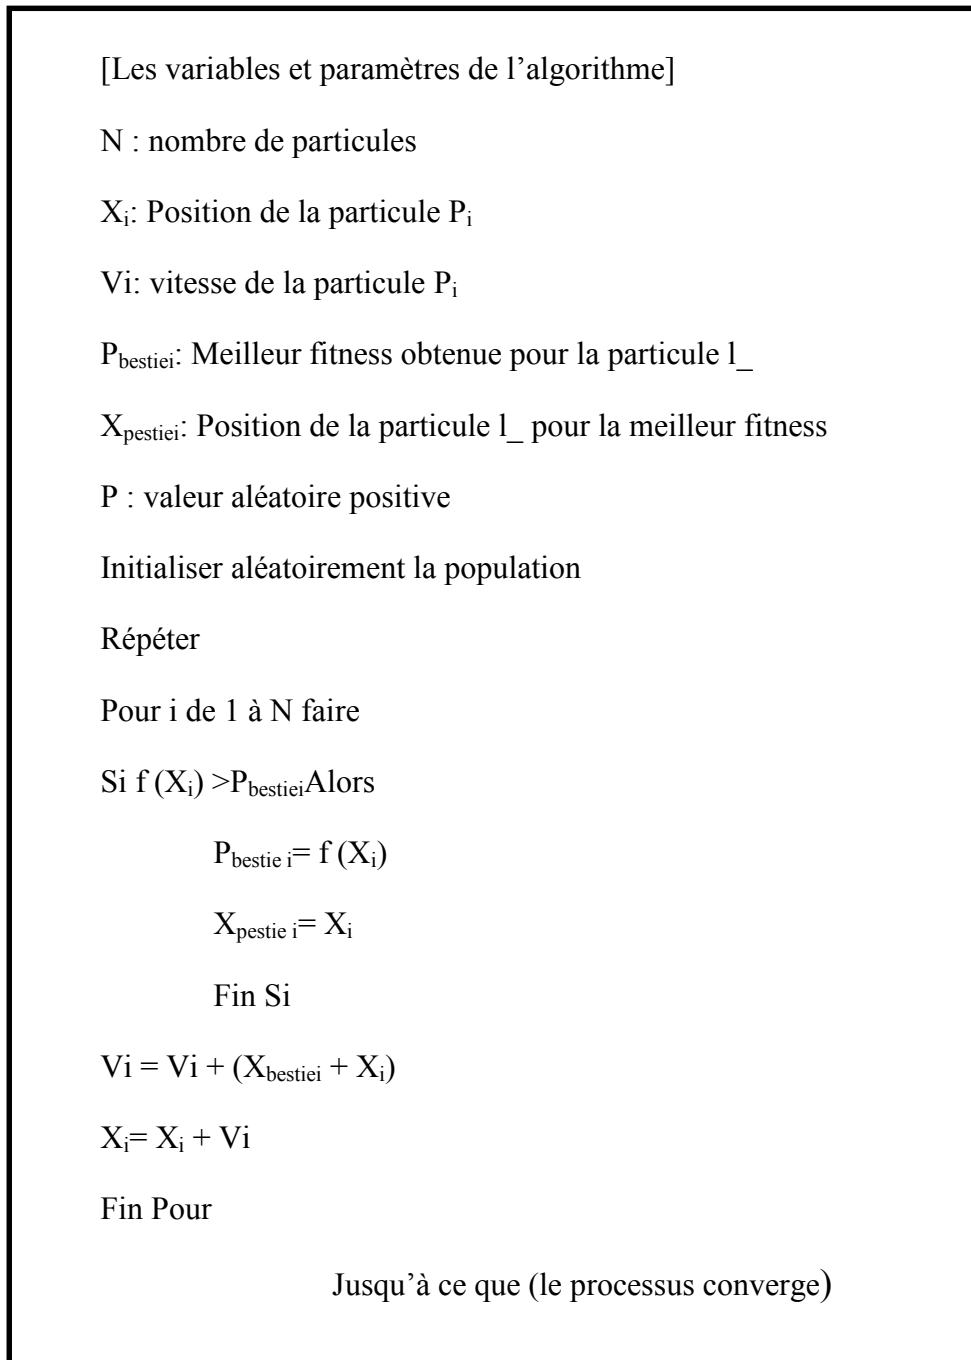 [Les variables et paramètres de l’algorithme]
N : nombre de particules
Xi: Position de la particule Pi
Vi: vitesse de la particule Pi
Pbestiei: Meilleur fitness obtenue pour la particule l_
Xpestiei: Position de la particule l_ pour la meilleur fitness
P : valeur aléatoire positive
Initialiser aléatoirement la population
Répéter
Pour i de 1 à N faire
Si f (Xi) >PbestieiAlors
Pbestie i= f (Xi)
Xpestie i= Xi
Fin Si
Vi = Vi + (Xbestiei + Xi)
Xi= Xi + Vi
Fin Pour
Jusqu’à ce que (le processus converge)